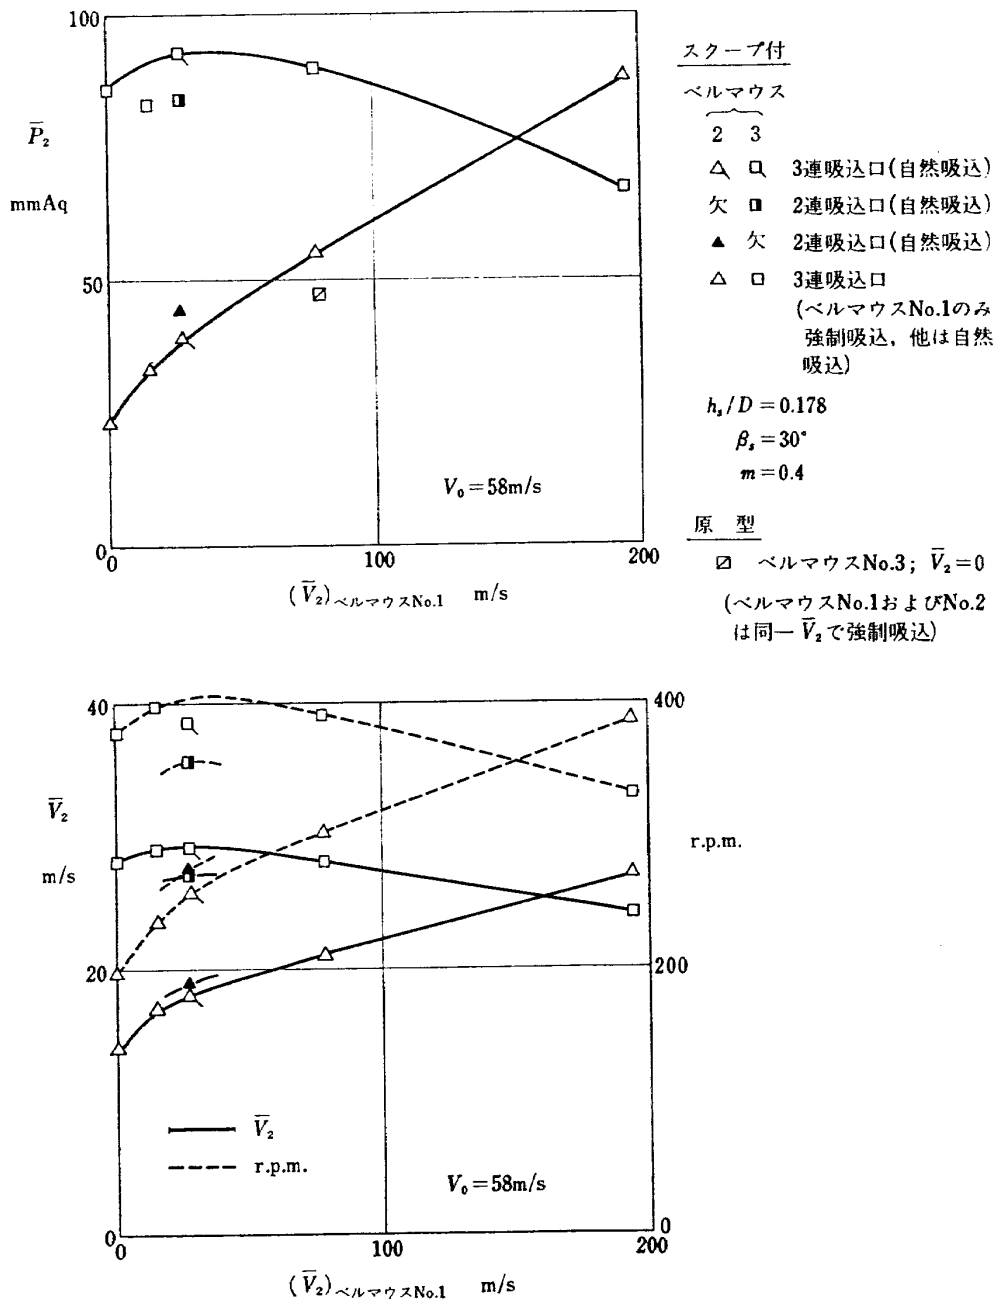 100
P̄₂
mmAq
50
0
V₀=58m/s
0
100
200
(V̄₂)ベルマウスNo.1 m/s
スクープ付
ベルマウス
2 3
3連吸込口(自然吸込)
欠 2連吸込口(自然吸込)
欠 2連吸込口(自然吸込)
3連吸込口
(ベルマウスNo.1のみ
強制吸込, 他は自然
吸込)
hₛ/D=0.178
βₛ=30°
m=0.4
原型
ベルマウスNo.3; V̄₂=0
(ベルマウスNo.1およびNo.2
は同一V̄₂で強制吸込)
40
V̄₂
m/s
20
0
400
r.p.m.
200
0
V̄₂
r.p.m.
V₀=58m/s
0
100
200
(V̄₂)ベルマウスNo.1 m/s